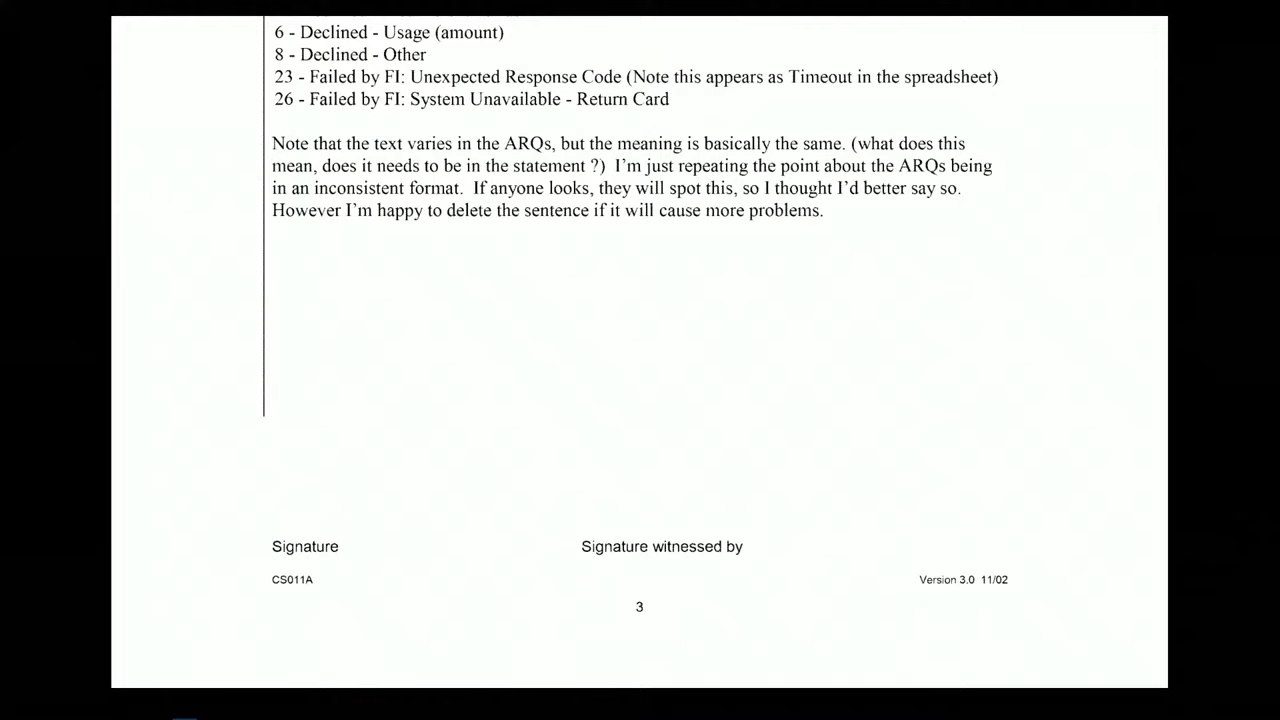 6 - Declined - Usage (amount)
8 - Declined - Other
23 - Failed by FI: Unexpected Response Code (Note this appears as Timeout in the spreadsheet)
26 - Failed by FI: System Unavailable - Return Card
Note that the text varies in the ARQs, but the meaning is basically the same. (what does this
mean, does it needs to be in the statement ?)  I'm just repeating the point about the ARQs being
in an inconsistent format.  If anyone looks, they will spot this, so I thought I'd better say so.
However I'm happy to delete the sentence if it will cause more problems.
Signature Signature witnessed by
CS011A Version 3.0 11/02
3